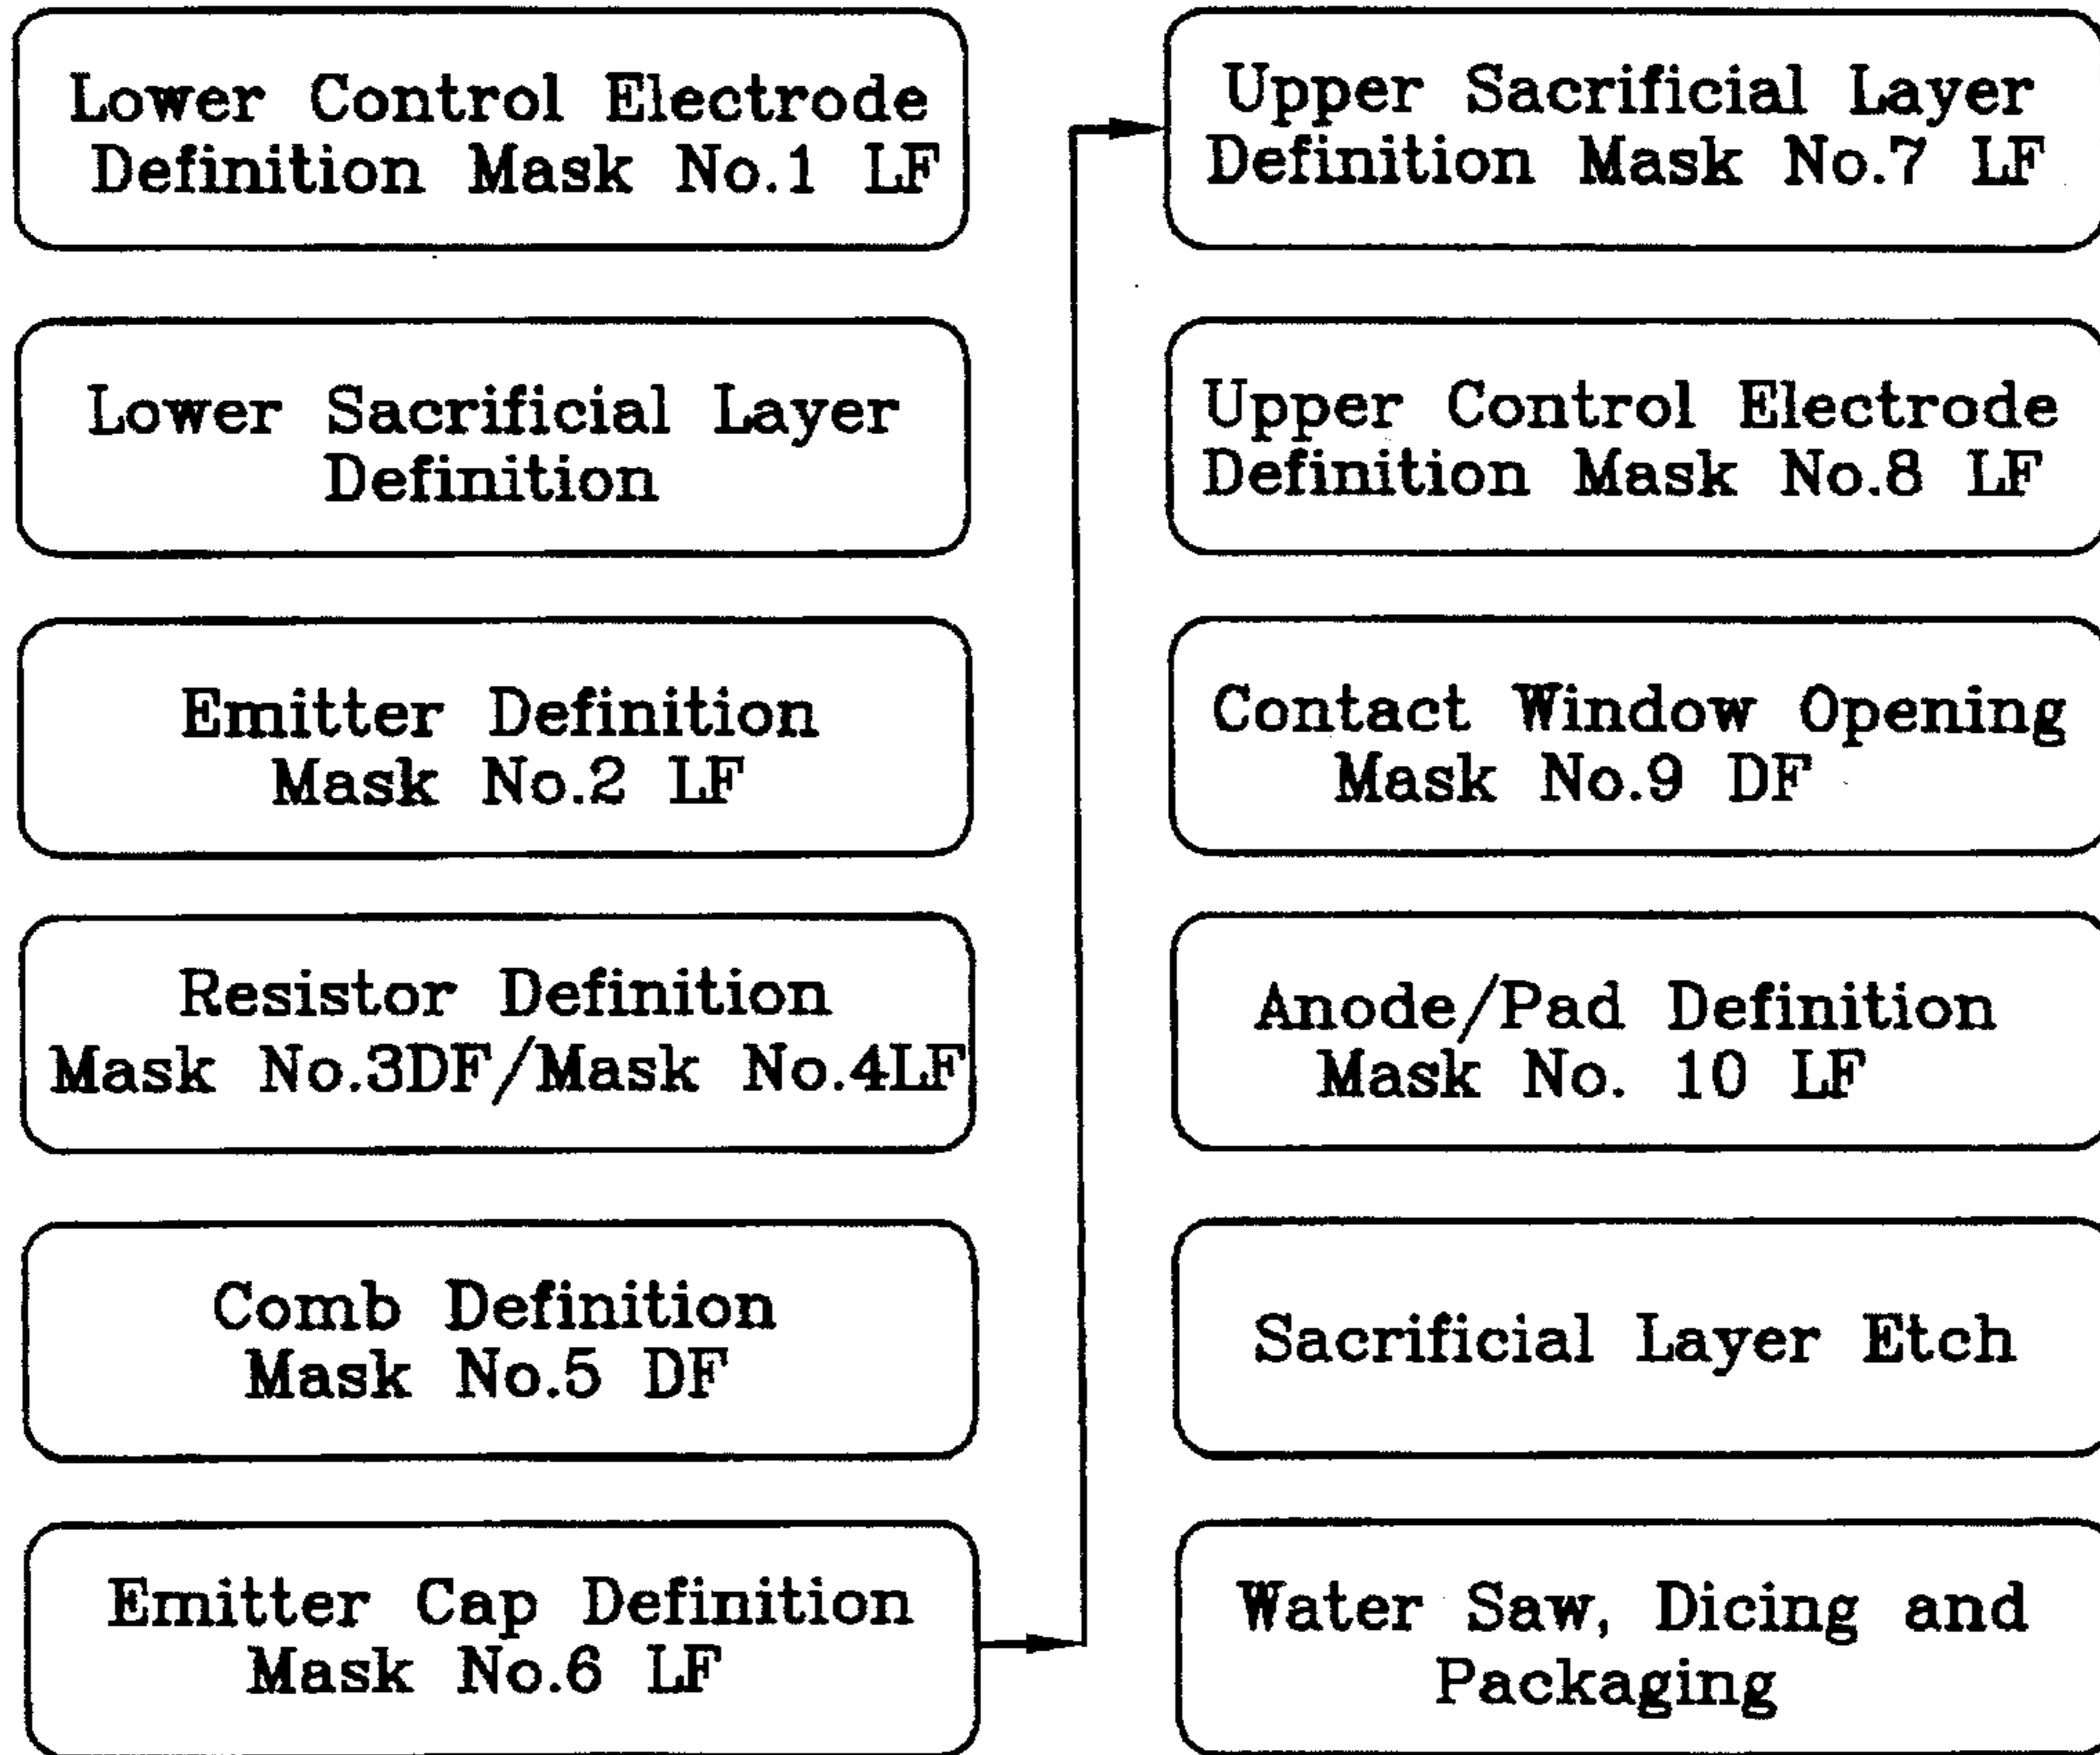 Lower Control Electrode
Definition Mask No.1 LF
Lower Sacrificial Layer
Definition
Emitter Definition
Mask No.2 LF
Resistor Definition
Mask No.3DF/Mask No.4LF
Comb Definition
Mask No.5 DF
Emitter Cap Definition
Mask No.6 LF
Upper Sacrificial Layer
Definition Mask No.7 LF
Upper Control Electrode
Definition Mask No.8 LF
Contact Window Opening
Mask No.9 DF
Anode/Pad Definition
Mask No. 10 LF
Sacrificial Layer Etch
Water Saw, Dicing and
Packaging